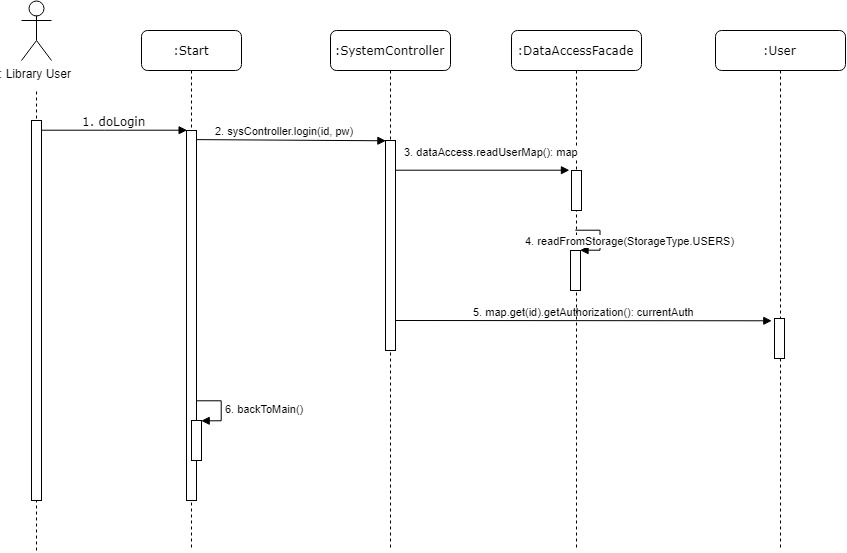 :Start
:SystemController
:DataAccessFacade
:User
: Library User
1. doLogin
2. sysController.login(id, pw)
3. dataAccess.readUserMap(): map
4. readFromStorage(StorageType.USERS)
5. map.get(id).getAuthorization(): currentAuth
6. backToMain()